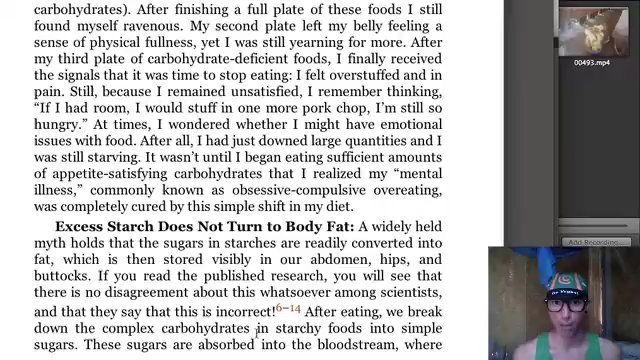 carbohydrates). After finishing a full plate of these foods I still
found myself ravenous. My second plate left my belly feeling a
sense of physical fullness, yet I was still yearning for more. After
my third plate of carbohydrate-deficient foods, I finally received
the signals that it was time to stop eating: I felt overstuffed and in
pain. Still, because I remained unsatisfied, I remember thinking,
“If I had room, I would stuff in one more pork chop, I’m still so
hungry.” At times, I wondered whether I might have emotional
issues with food. After all, I had just downed large quantities and I
was still starving. It wasn’t until I began eating sufficient amounts
of appetite-satisfying carbohydrates that I realized my “mental
illness,” commonly known as obsessive-compulsive overeating,
was completely cured by this simple shift in my diet.
Excess Starch Does Not Turn to Body Fat: A widely held
myth holds that the sugars in starches are readily converted into
fat, which is then stored visibly in our abdomen, hips, and
buttocks. If you read the published research, you will see that
there is no disagreement about this whatsoever among scientists,
and that they say that this is incorrect!6–14 After eating, we break
down the complex carbohydrates in starchy foods into simple
sugars. These sugars are absorbed into the bloodstream, where
00493.mp4
Add Recording...